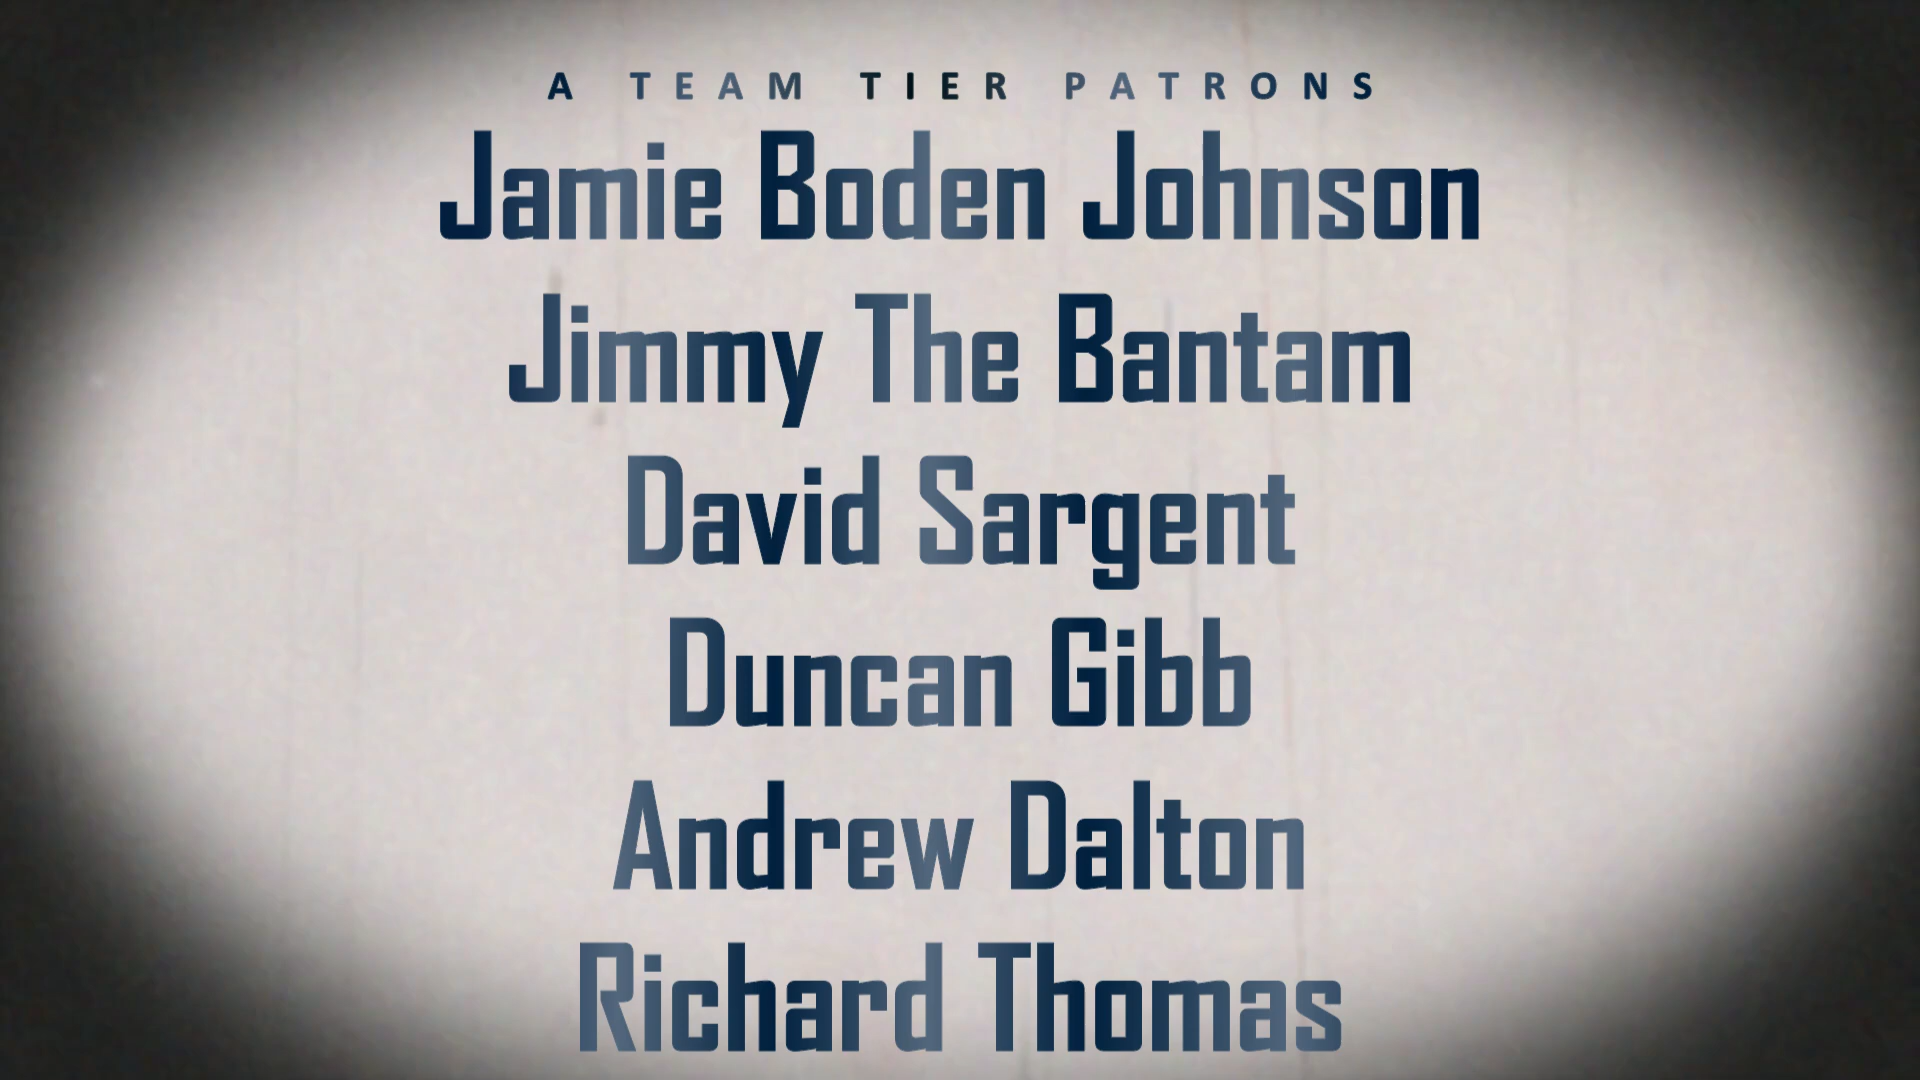 A TEAM TIER PATRONS
Jamie Boden Johnson
Jimmy The Bantam
David Sargent
Duncan Gibb
Andrew Dalton
Richard Thomas